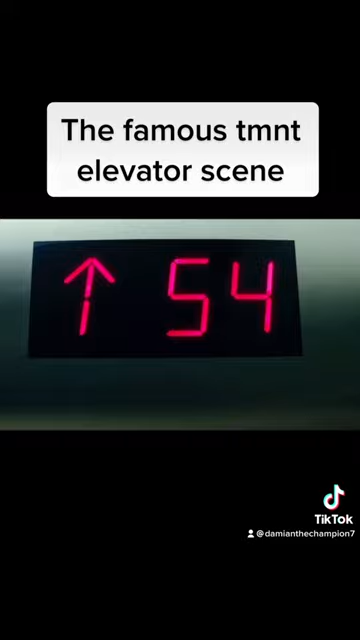 The famous tmnt
elevator scene
↑ 54
TikTok
@damianthechampion7